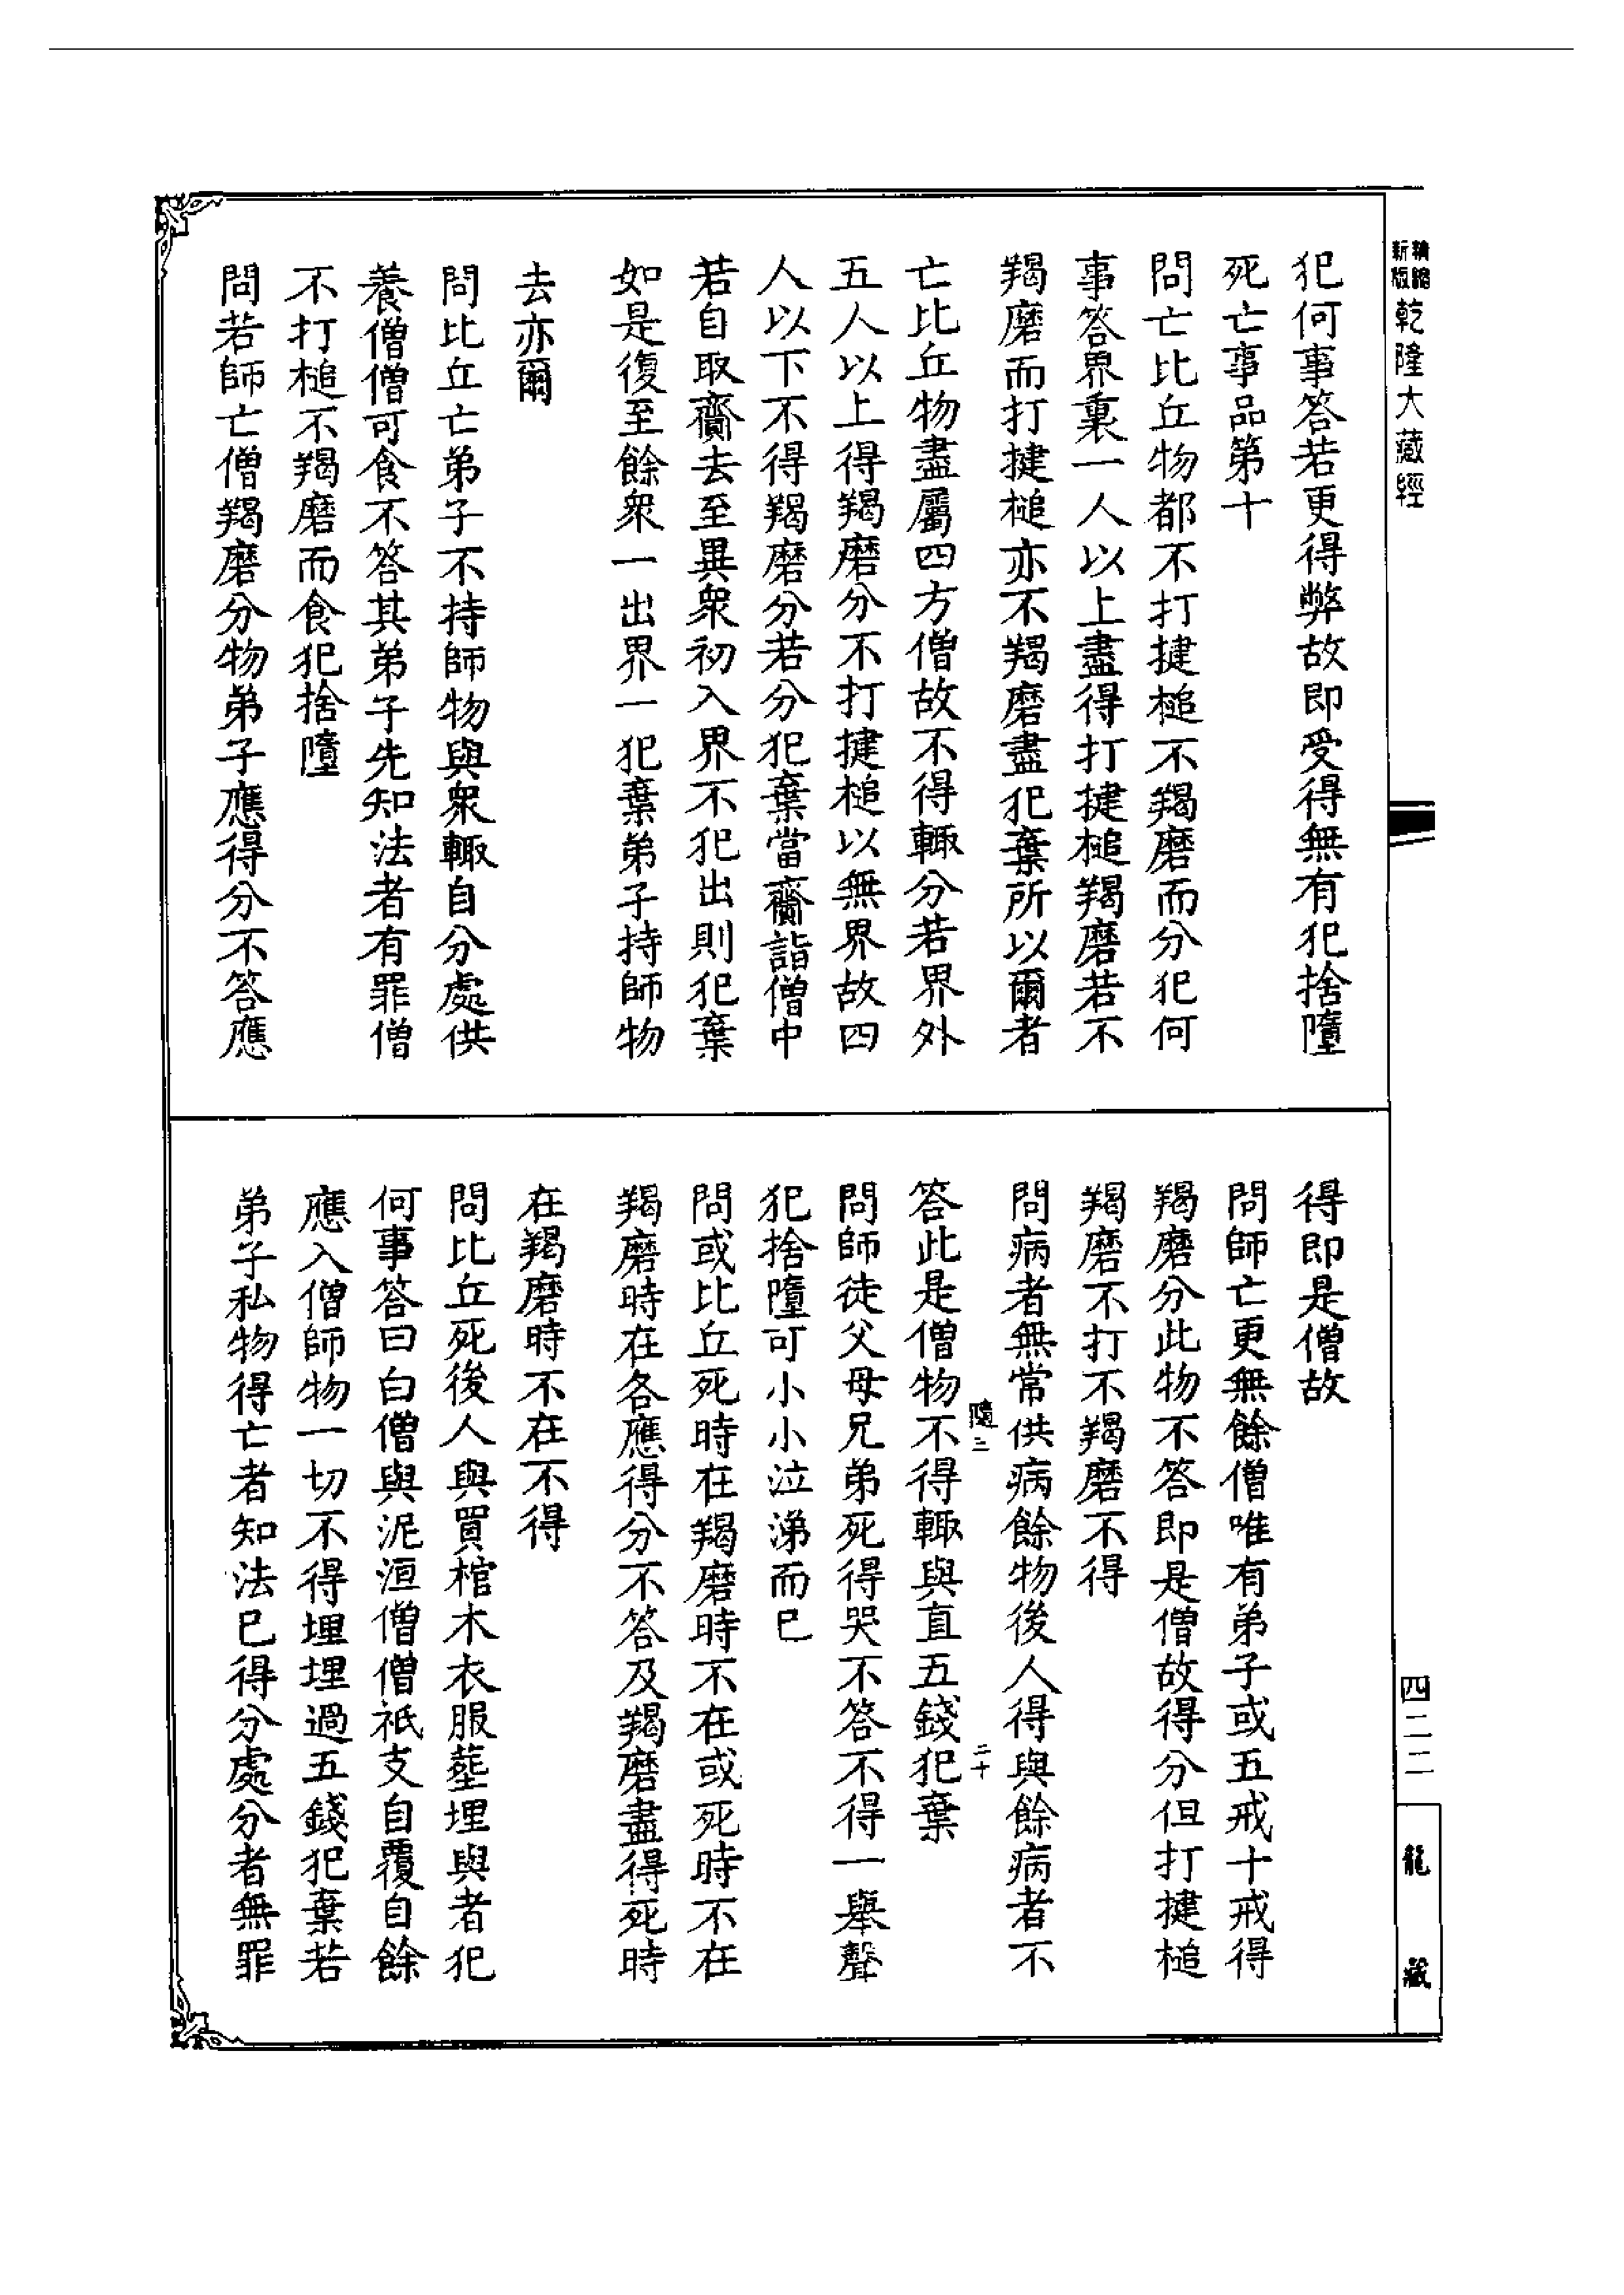 精縮新版乾隆大藏經
犯何事答若更得弊故即受得無有犯捨墮
死亡事品第十
問亡比丘物都不打揵槌不羯磨而分犯何
事答界裏一人以上盡得打揵槌羯磨若不
羯磨而打揵槌亦不羯磨盡犯棄所以爾者
亡比丘物盡屬四方僧故不得輙分若界外
五人以上得羯磨分不打揵槌以無界故四
人以下不得羯磨分若分犯棄當齎詣僧中
若自取齎去至異衆初入界不犯出則犯棄
如是復至餘衆一出界一犯棄弟子持師物
去亦爾
問比丘亡弟子不持師物與衆輙自分處供
養僧僧可食不答其弟子先知法者有罪僧
不打槌不羯磨而食犯捨墮
問若師亡僧羯磨分物弟子應得分不答應
得即是僧故
問師亡更無餘僧唯有弟子或五戒十戒得
羯磨分此物不答即是僧故得分但打揵槌
羯磨不打不羯磨不得
問病者無常供病餘物後人得與餘病者不
隨三
二十
答此是僧物不得輙與直五錢犯棄
問師徒父母兄弟死得哭不答不得一舉聲
犯捨墮可小小泣涕而已
問或比丘死時在羯磨時不在或死時不在
羯磨時在各應得分不答及羯磨盡得死時
在羯磨時不在不得
問比丘死後人與買棺木衣服塟埋與者犯
何事答曰白僧與泥洹僧僧祇支自覆自餘
應入僧師物一切不得埋埋過五錢犯棄若
弟子私物得亡者知法已得分處分者無罪
四二二
龍藏